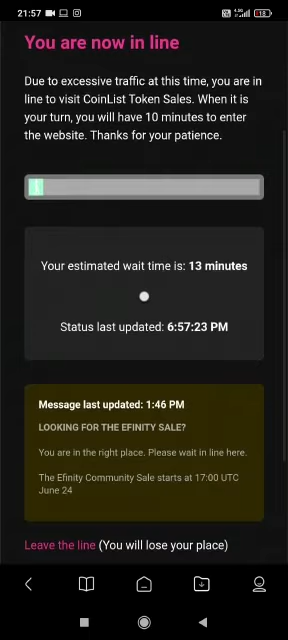 21:57
You are now in line
Due to excessive traffic at this time, you are in
line to visit CoinList Token Sales. When it is
your turn, you will have 10 minutes to enter
the website. Thanks for your patience.
Your estimated wait time is: 13 minutes
Status last updated: 6:57:23 PM
Message last updated: 1:46 PM
LOOKING FOR THE EFINITY SALE?
You are in the right place. Please wait in line here.
The Efinity Community Sale starts at 17:00 UTC
June 24
Leave the line (You will lose your place)